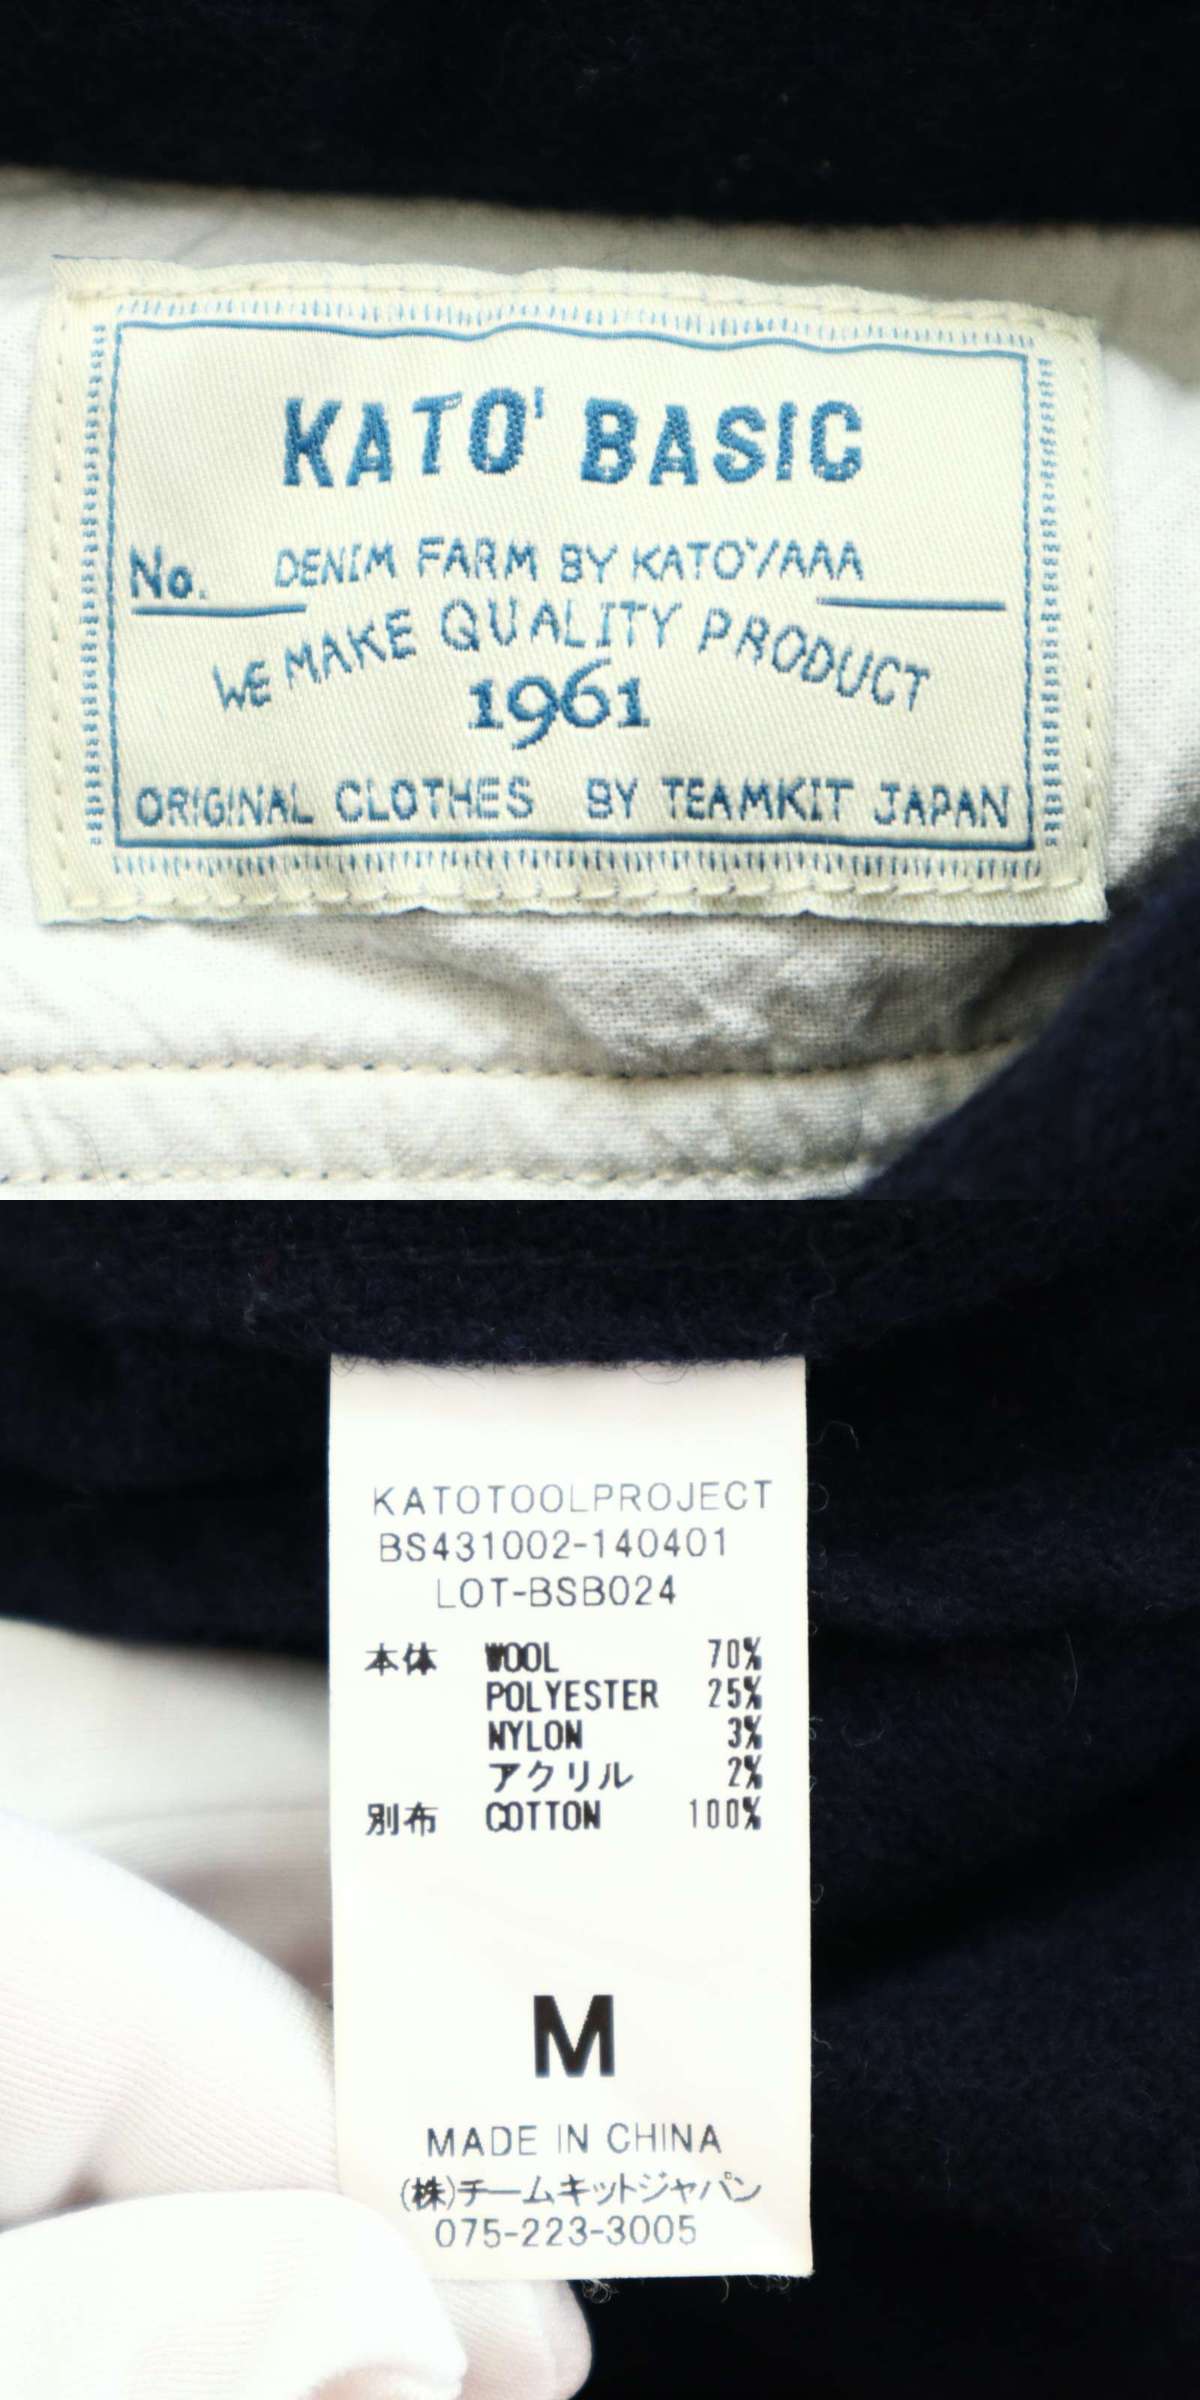 KATO' BASIC
No. DENIM FARM BY KATO'/AAA
WE MAKE QUALITY PRODUCT
1961
ORIGINAL CLOTHES BY TEAMKIT JAPAN
KATOTOOLPROJECT
BS431002-140401
LOT-BSB024
本体 WOOL 70%
POLYESTER 25%
NYLON 3%
アクリル 2%
別布 COTTON 100%
M
MADE IN CHINA
(株)チームキットジャパン
075-223-3005